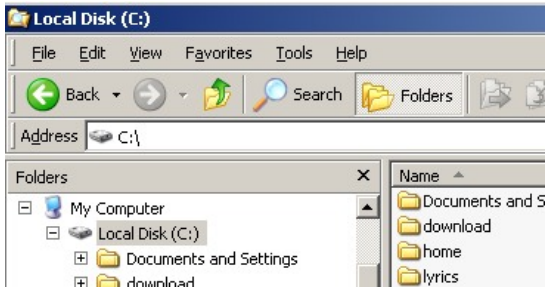 Local Disk (C:)
File Edit View Favorites Tools Help
Back Search Folders
Address C:\
Folders
Name
My Computer
Local Disk (C:)
Documents and Settings
download
Documents and S
download
home
lyrics